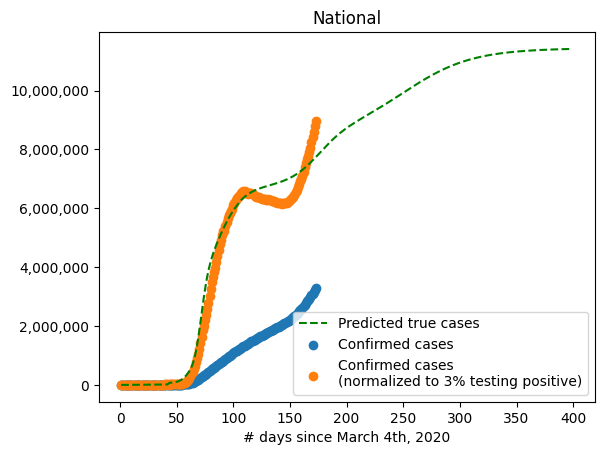 National
10,000,000
8,000,000
6,000,000
4,000,000
2,000,000
0
Predicted true cases
Confirmed cases
Confirmed cases
(normalized to 3% testing positive)
0 50 100 150 200 250 300 350 400
# days since March 4th, 2020